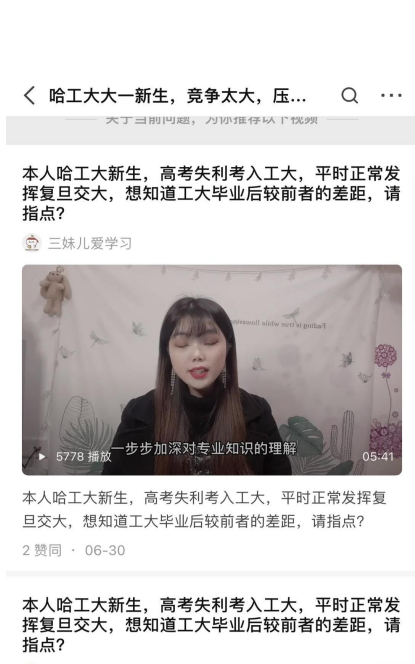 哈工大大一新生，竞争太大，压...
关于当前问题，为你推荐以下视频
本人哈工大新生，高考失利考入工大，平时正常发
挥复旦交大，想知道工大毕业后较前者的差距，请
指点？
三妹儿爱学习
Fading is true while flowering
一步步加深对专业知识的理解
5778 播放
05:41
本人哈工大新生，高考失利考入工大，平时正常发挥复
旦交大，想知道工大毕业后较前者的差距，请指点？
2 赞同 · 06-30
本人哈工大新生，高考失利考入工大，平时正常发
挥复旦交大，想知道工大毕业后较前者的差距，请
指点？